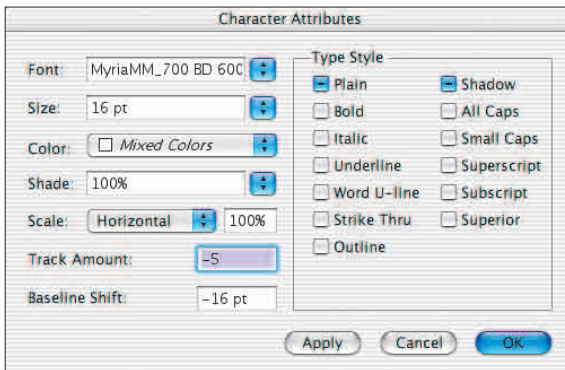 Character Attributes
Font: MyriaMM_700 BD 600
Size: 16 pt
Color: Mixed Colors
Shade: 100%
Scale: Horizontal 100%
Track Amount: -5
Baseline Shift: -16 pt
Type Style
Plain Shadow
Bold All Caps
Italic Small Caps
Underline Superscript
Word U-line Subscript
Strike Thru Superior
Outline
Apply Cancel OK